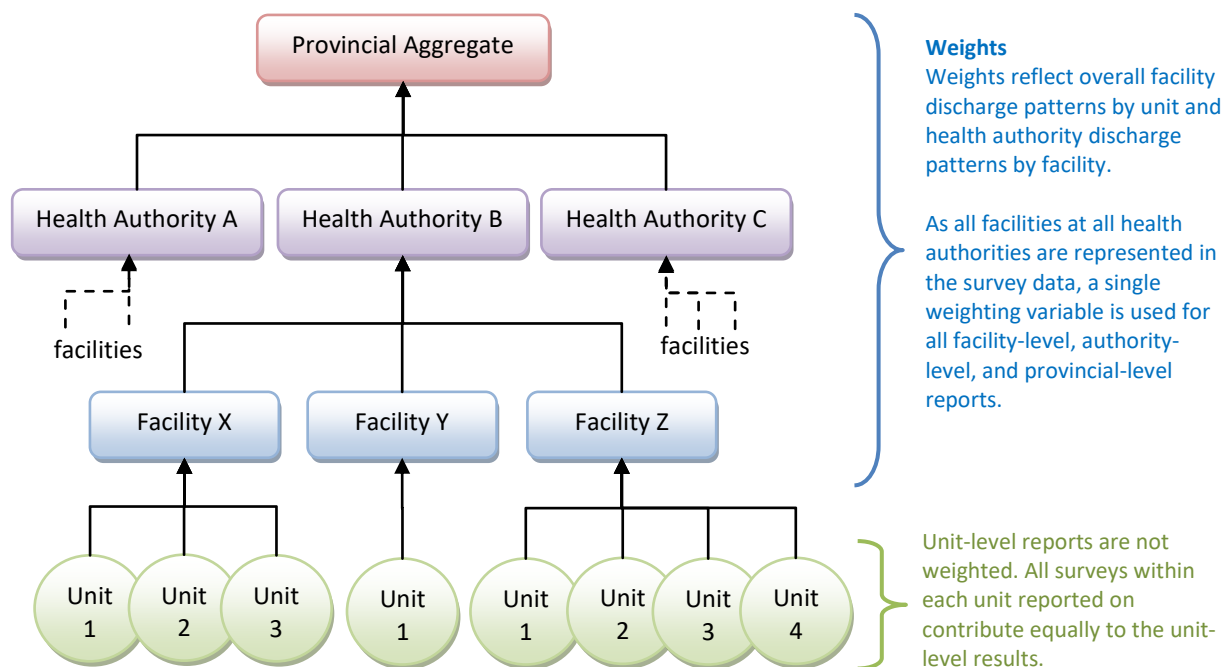 Provincial Aggregate
Health Authority A
Health Authority B
Health Authority C
facilities
facilities
Facility X
Facility Y
Facility Z
Unit
1
Unit
2
Unit
3
Unit
1
Unit
1
Unit
2
Unit
3
Unit
4
Weights
Weights reflect overall facility
discharge patterns by unit and
health authority discharge
patterns by facility.
As all facilities at all health
authorities are represented in
the survey data, a single
weighting variable is used for
all facility-level, authority-
level, and provincial-level
reports.
Unit-level reports are not
weighted. All surveys within
each unit reported on
contribute equally to the unit-
level results.